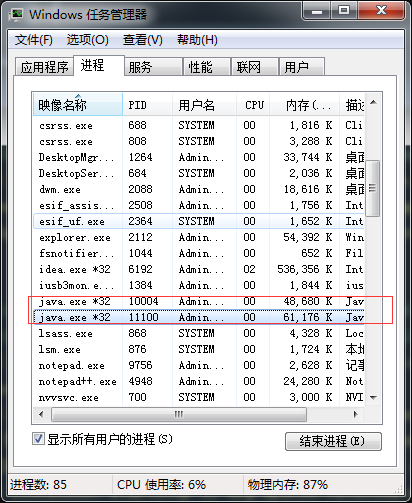 Windows 任务管理器
文件(F) 选项(O) 查看(V) 帮助(H)
应用程序 进程 服务 性能 联网 用户
映像名称 PID 用户名 CPU 内存(... 描述
csrss.exe 688 SYSTEM 00 1,816 K Cli
csrss.exe 808 SYSTEM 00 3,288 K Cli
DesktopMgr... 1264 Admin... 00 33,744 K 桌面
DesktopSer... 684 SYSTEM 00 2,036 K 桌面
dwm.exe 2088 Admin... 00 18,616 K 桌面
esif_assis... 2508 Admin... 00 1,756 K Int
esif_uf.exe 2364 SYSTEM 00 1,652 K Int
explorer.exe 2112 Admin... 00 54,392 K Win
fsnotifier... 1044 Admin... 00 652 K Fil
idea.exe *32 6192 Admin... 02 536,356 K Int
iusb3mon.e... 1384 Admin... 00 1,844 K ius
java.exe *32 10004 Admin... 00 48,680 K Jav
java.exe *32 11100 Admin... 00 61,176 K Jav
lsass.exe 868 SYSTEM 00 4,328 K Loc
lsm.exe 876 SYSTEM 00 1,724 K 本地
notepad.exe 9756 Admin... 00 2,628 K 记事
notepad++.exe 4948 Admin... 00 24,280 K Not
nvvsvc.exe 700 SYSTEM 00 3,000 K NVI
显示所有用户的进程(S) 结束进程(E)
进程数: 85 CPU 使用率: 6% 物理内存: 87%